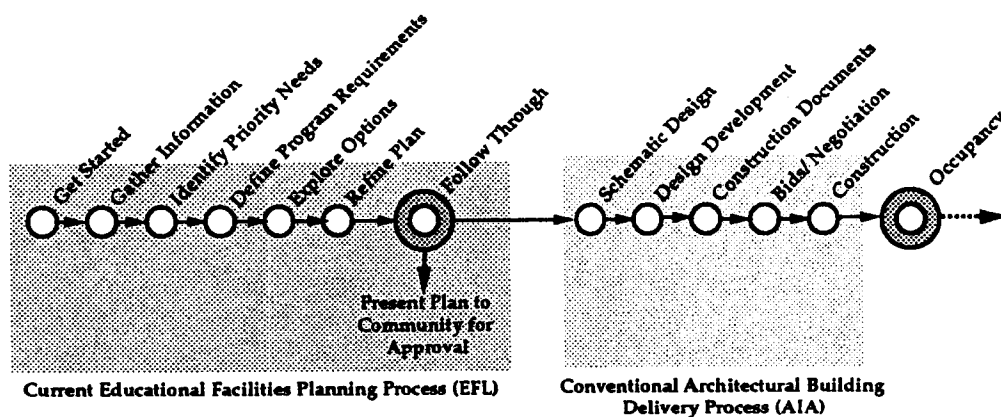 Get Started
Gather Information
Identify Priority Needs
Define Program Requirements
Explore Options
Refine Plan
Follow Through
Schematic Design
Design Development
Construction Documents
Bids/ Negotiation
Construction
Occupancy
Present Plan to
Community for
Approval
Current Educational Facilities Planning Process (EFL)
Conventional Architectural Building
Delivery Process (AIA)